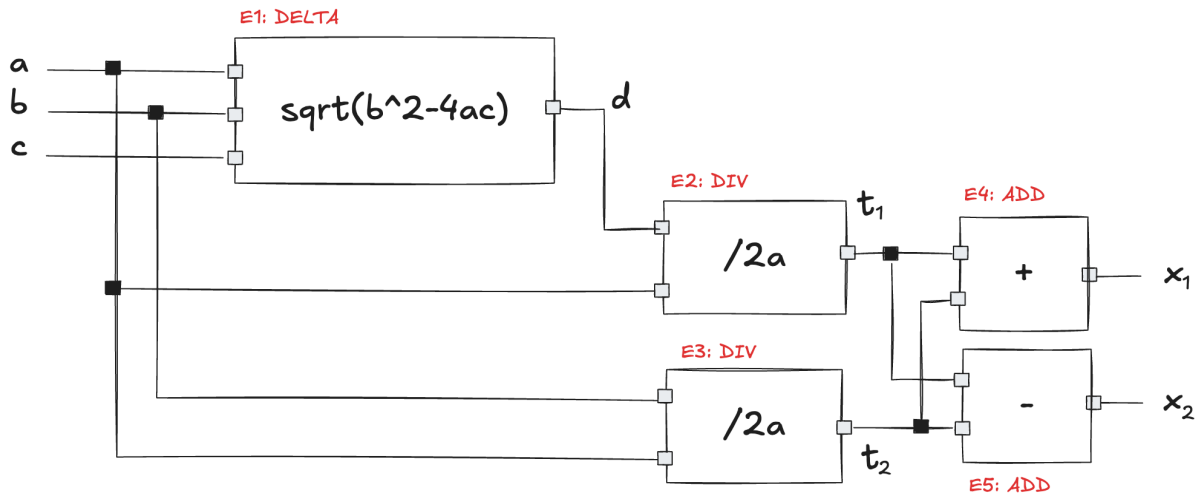 E1: DELTA
a
b
c
sqrt(b^2-4ac)
d
E2: DIV
/2a
t₁
E4: ADD
+
x₁
E3: DIV
/2a
t₂
-
x₂
E5: ADD